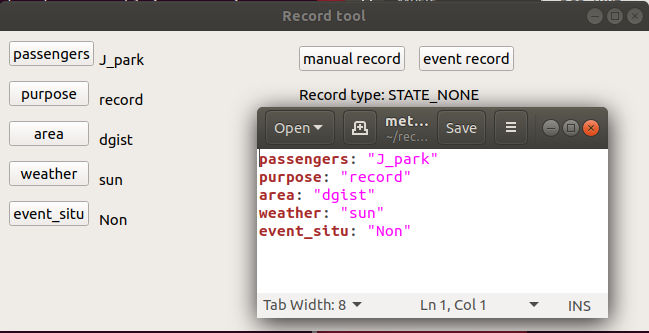 Record tool
passengers J_park
purpose record
area dgist
weather sun
event_situ Non
manual record event record
Record type: STATE_NONE
Open met... Save
~/rec...
passengers: "J_park"
purpose: "record"
area: "dgist"
weather: "sun"
event_situ: "Non"
Tab Width: 8 Ln 1, Col 1 INS